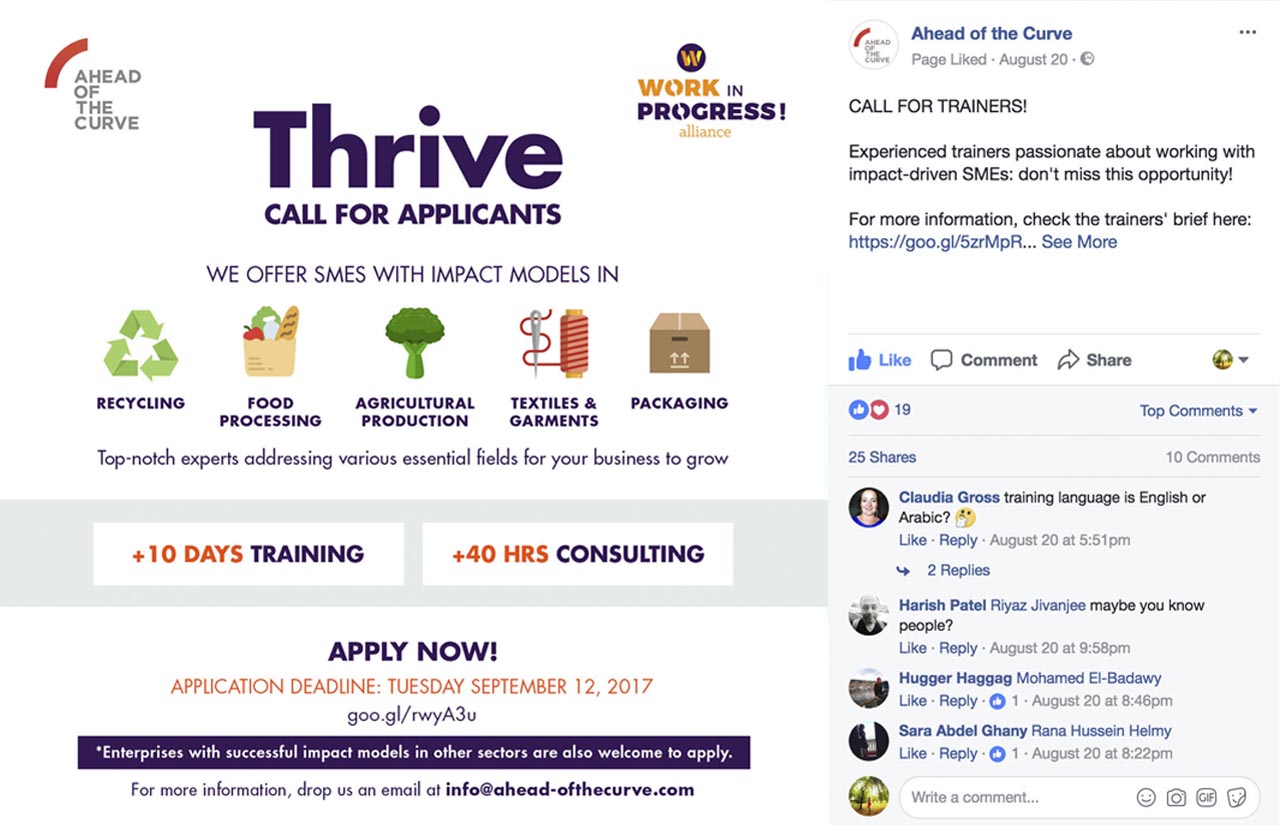 AHEAD
OF
THE
CURVE
W
WORK IN
PROGRESS!
alliance
Thrive
CALL FOR APPLICANTS
WE OFFER SMES WITH IMPACT MODELS IN
RECYCLING
FOOD
PROCESSING
AGRICULTURAL
PRODUCTION
TEXTILES &
GARMENTS
PACKAGING
Top-notch experts addressing various essential fields for your business to grow
+10 DAYS TRAINING
+40 HRS CONSULTING
APPLY NOW!
APPLICATION DEADLINE: TUESDAY SEPTEMBER 12, 2017
goo.gl/rwyA3u
*Enterprises with successful impact models in other sectors are also welcome to apply.
For more information, drop us an email at info@ahead-ofthecurve.com
AHEAD
OF
THE
CURVE
Ahead of the Curve
Page Liked · August 20 ·
CALL FOR TRAINERS!
Experienced trainers passionate about working with
impact-driven SMEs: don't miss this opportunity!
For more information, check the trainers' brief here:
https://goo.gl/5zrMpR... See More
Like Comment Share
19 Top Comments
25 Shares 10 Comments
Claudia Gross training language is English or
Arabic? 🤔
Like · Reply · August 20 at 5:51pm
2 Replies
Harish Patel Riyaz Jivanjee maybe you know
people?
Like · Reply · August 20 at 9:58pm
Hugger Haggag Mohamed El-Badawy
Like · Reply · 1 · August 20 at 8:46pm
Sara Abdel Ghany Rana Hussein Helmy
Like · Reply · 1 · August 20 at 8:22pm
Write a comment...
GIF